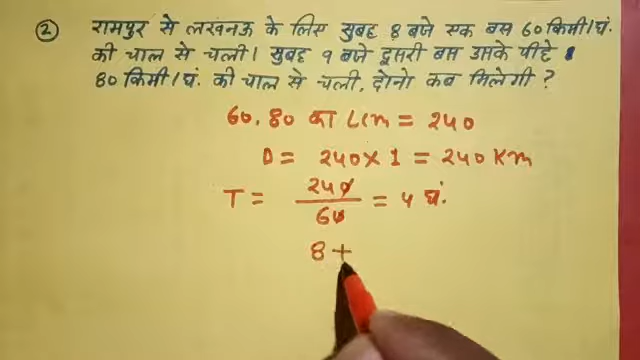 ② रामपुर से लखनऊ के लिए सुबह 8 बजे एक बस 60 किमी/घं.
की चाल से चली। सुबह 9 बजे दूसरी बस उसके पीछे
80 किमी/घं. की चाल से चली, दोनो कब मिलेगी ?
60, 80 का Lcm = 240
D = 240 × 1 = 240 Km
T = 240/60 = 4 घं.
8 +